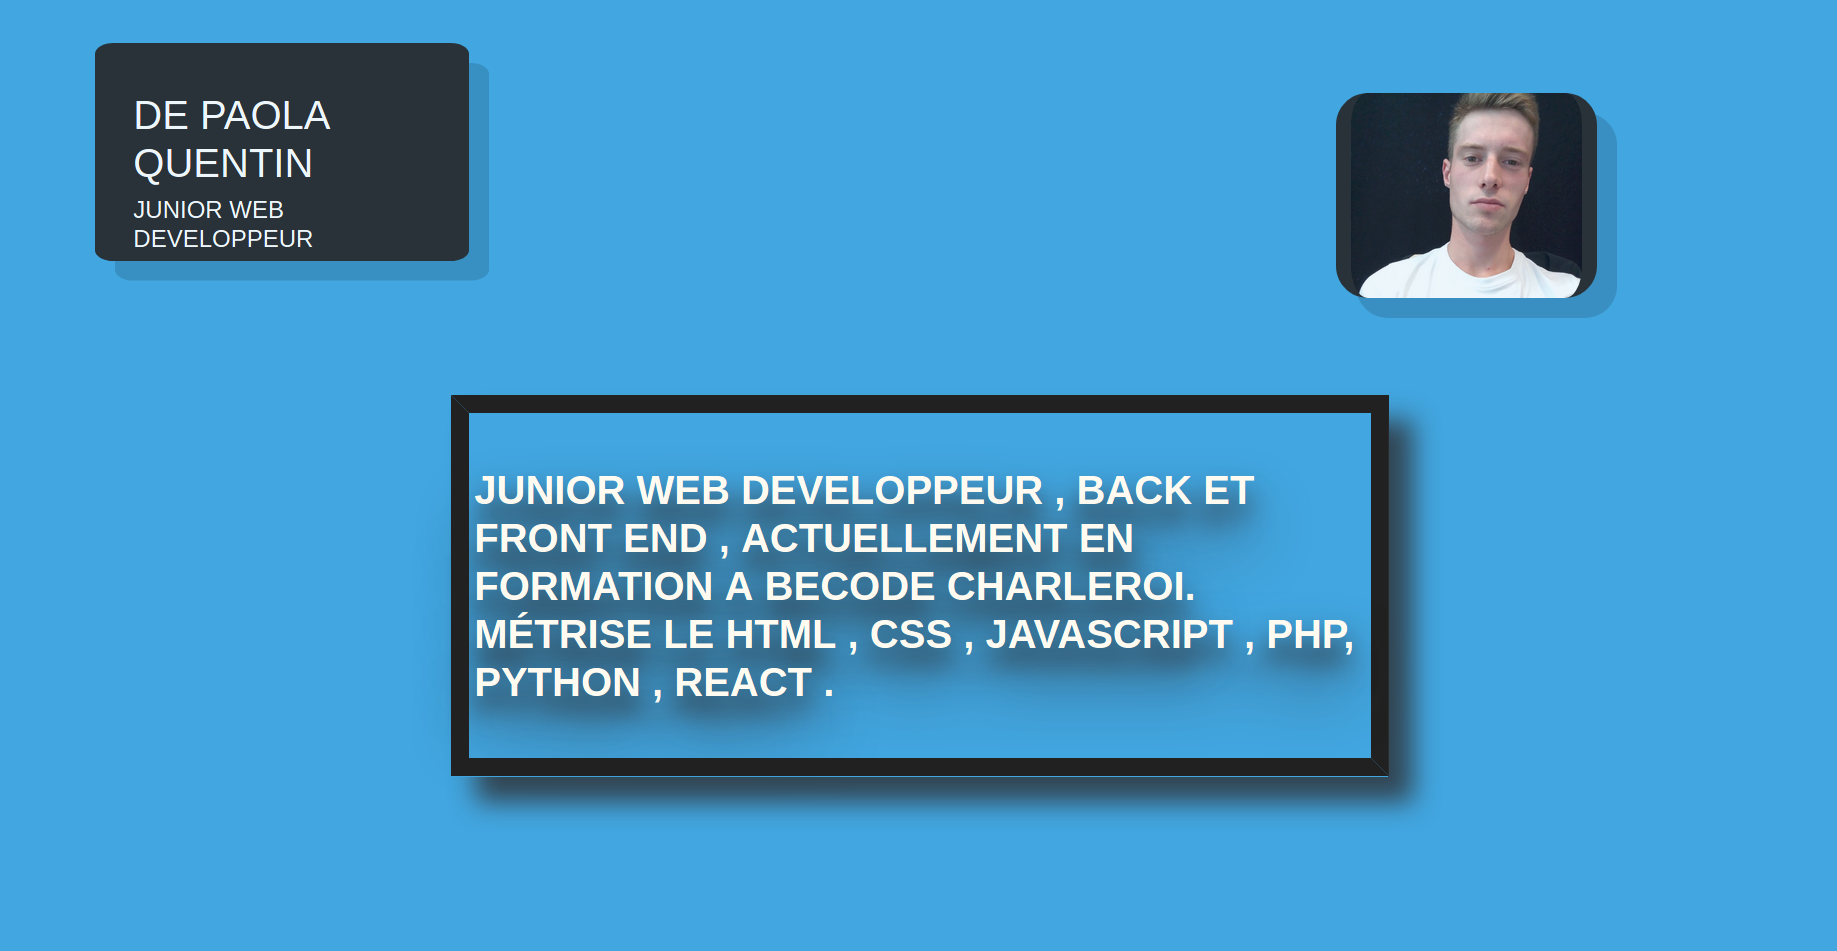 DE PAOLA
QUENTIN
JUNIOR WEB
DEVELOPPEUR
JUNIOR WEB DEVELOPPEUR , BACK ET
FRONT END , ACTUELLEMENT EN
FORMATION A BECODE CHARLEROI.
MÉTRISE LE HTML , CSS , JAVASCRIPT , PHP,
PYTHON , REACT .